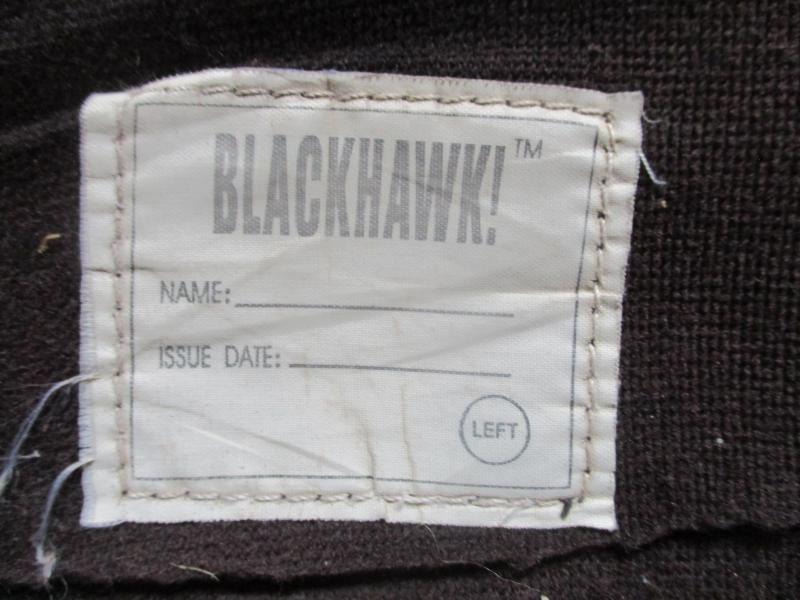 BLACKHAWK!™
NAME:
ISSUE DATE:
LEFT